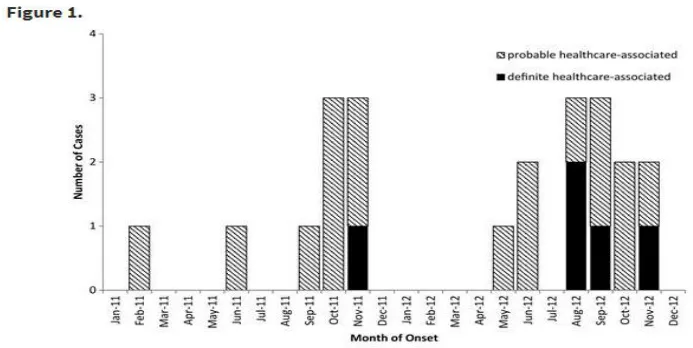 Figure 1.
4
probable healthcare-associated
definite healthcare-associated
3
Number of Cases
2
1
0
Jan-11
Feb-11
Mar-11
Apr-11
May-11
Jun-11
Jul-11
Aug-11
Sep-11
Oct-11
Nov-11
Dec-11
Jan-12
Feb-12
Mar-12
Apr-12
May-12
Jun-12
Jul-12
Aug-12
Sep-12
Oct-12
Nov-12
Dec-12
Month of Onset